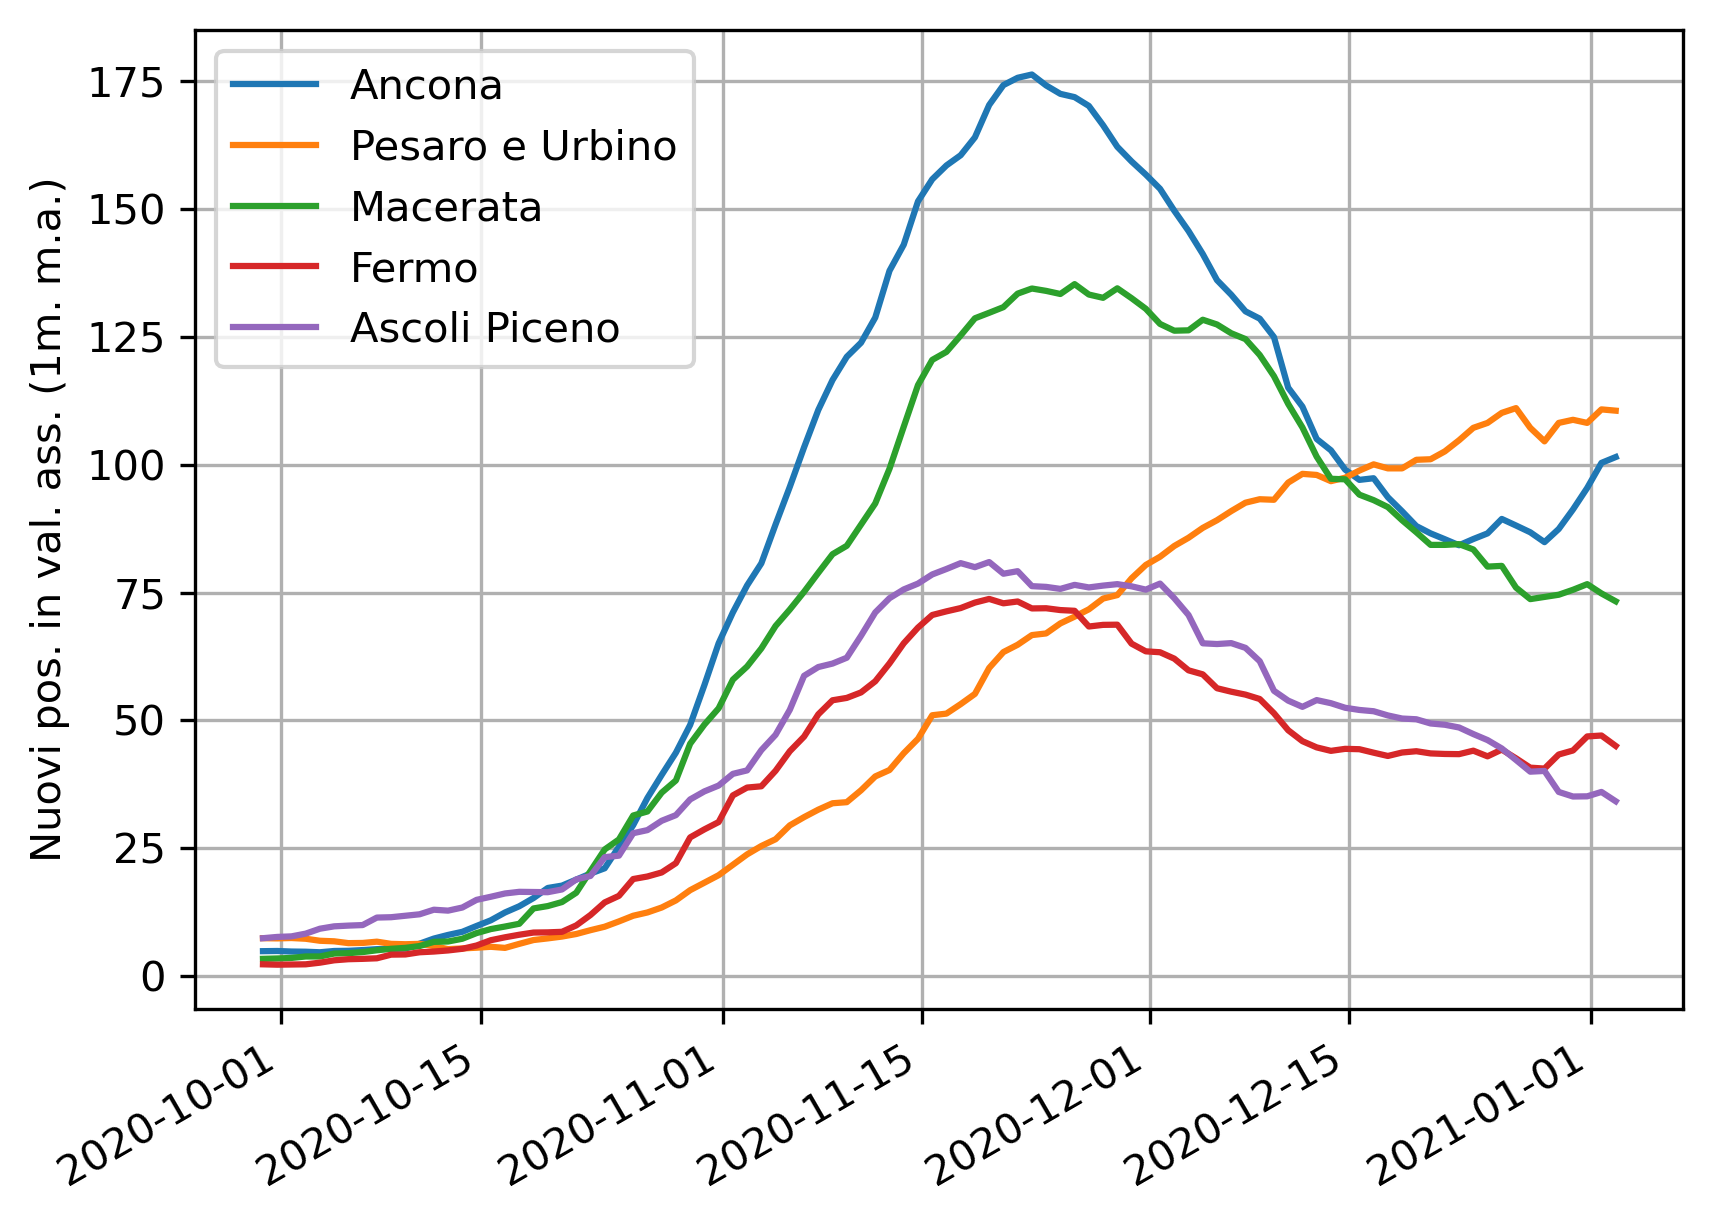 Nuovi pos. in val. ass. (1m. m.a.)
175
150
125
100
75
50
25
0
Ancona
Pesaro e Urbino
Macerata
Fermo
Ascoli Piceno
2020-10-01
2020-10-15
2020-11-01
2020-11-15
2020-12-01
2020-12-15
2021-01-01